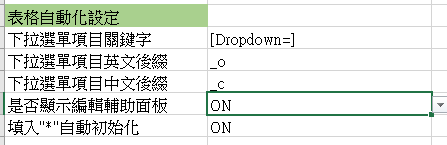 表格自動化設定
下拉選單項目關鍵字 [Dropdown=]
下拉選單項目英文後綴 _o
下拉選單項目中文後綴 _c
是否顯示編輯輔助面板 ON
填入"*"自動初始化 ON